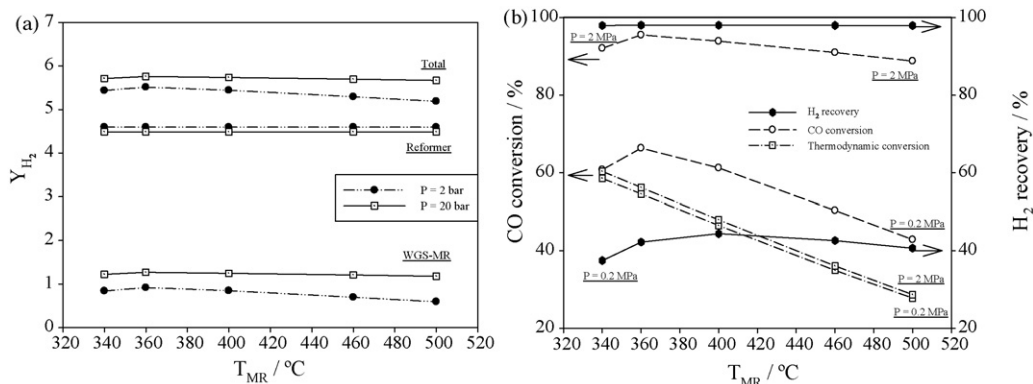 (a)
7
6
5
4
3
2
1
0
Y_H2
Total
Reformer
P = 2 bar
P = 20 bar
WGS-MR
320 340 360 380 400 420 440 460 480 500 520
T_MR / ºC
(b)
100
80
60
40
20
CO conversion / %
P = 2 MPa
P = 2 MPa
H2 recovery
CO conversion
Thermodynamic conversion
P = 0.2 MPa
P = 0.2 MPa
P = 2 MPa
P = 0.2 MPa
100
80
60
40
20
H2 recovery / %
320 340 360 380 400 420 440 460 480 500 520
T_MR / ºC